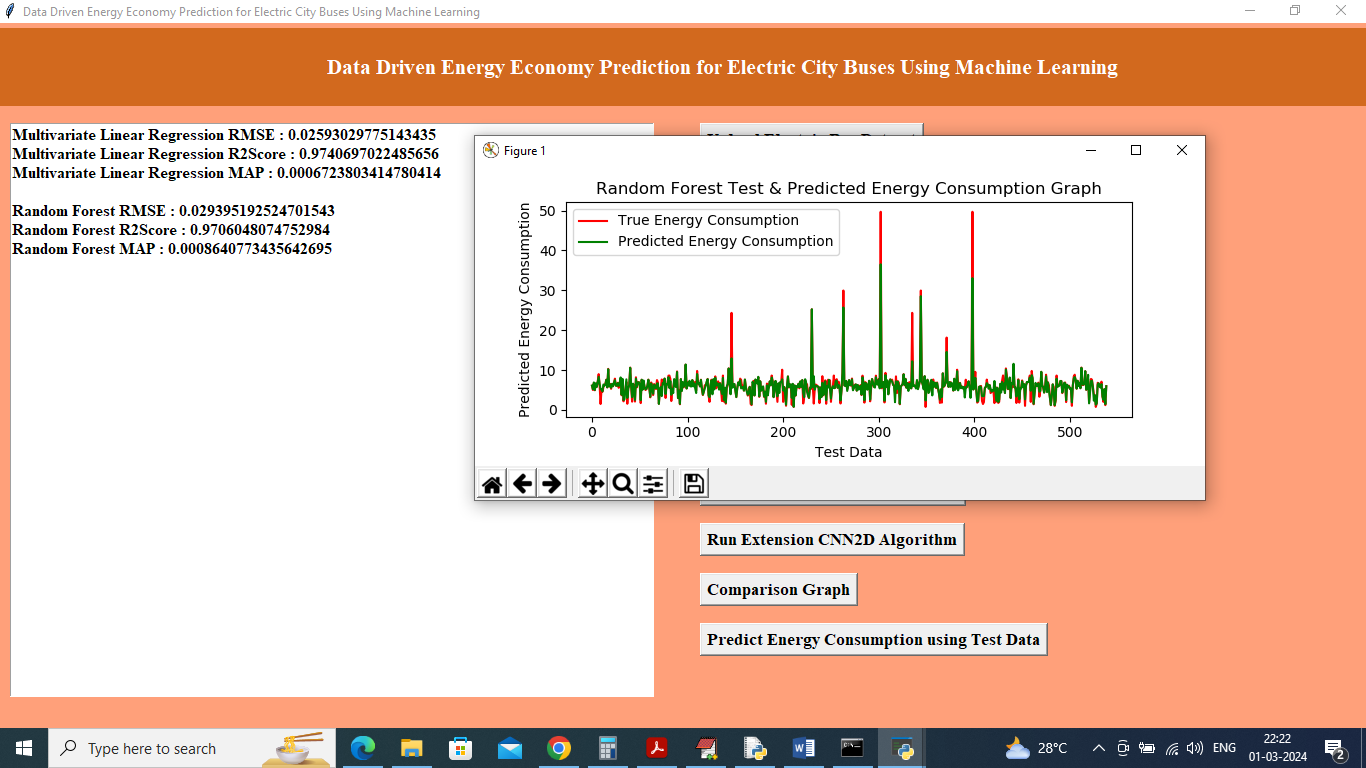 Data Driven Energy Economy Prediction for Electric City Buses Using Machine Learning
Data Driven Energy Economy Prediction for Electric City Buses Using Machine Learning
Multivariate Linear Regression RMSE : 0.02593029775143435
Multivariate Linear Regression R2Score : 0.9740697022485656
Multivariate Linear Regression MAP : 0.0006723803414780414
Random Forest RMSE : 0.029395192524701543
Random Forest R2Score : 0.9706048074752984
Random Forest MAP : 0.0008640773435642695
Figure 1
Random Forest Test & Predicted Energy Consumption Graph
True Energy Consumption
Predicted Energy Consumption
Predicted Energy Consumption
50
40
30
20
10
0
0 100 200 300 400 500
Test Data
Run Extension CNN2D Algorithm
Comparison Graph
Predict Energy Consumption using Test Data
Type here to search
28°C
ENG
22:22
01-03-2024
2